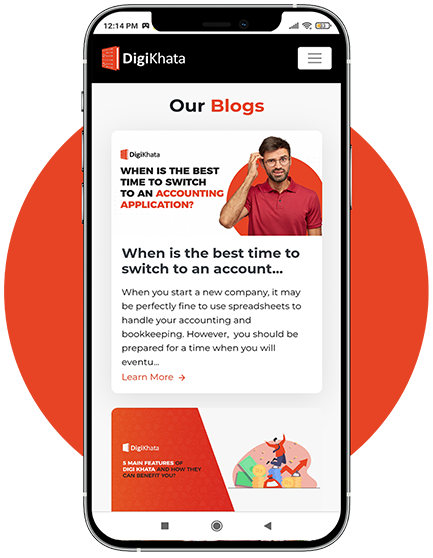 12:14 PM
DigiKhata
Our Blogs
DigiKhata
WHEN IS THE BEST
TIME TO SWITCH
TO AN ACCOUNTING
APPLICATION?
When is the best time to
switch to an account...
When you start a new company, it may
be perfectly fine to use spreadsheets to
handle your accounting and
bookkeeping. However,  you should be
prepared for a time when you will
eventu...
Learn More →
DigiKhata
5 MAIN FEATURES OF
DIGI KHATA AND HOW THEY
CAN BENEFIT YOU?